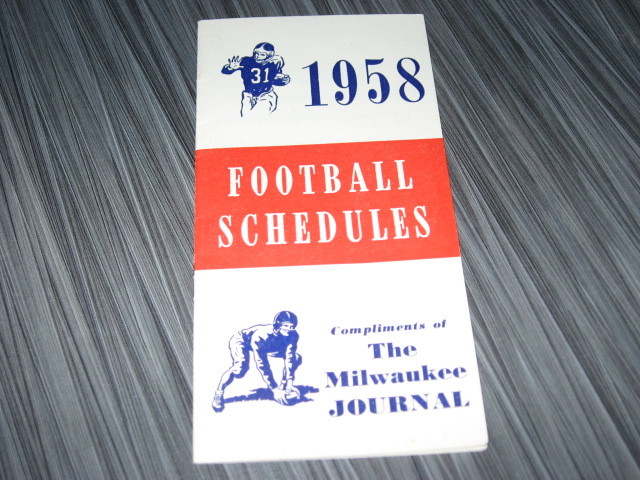 31
1958
FOOTBALL
SCHEDULES
Compliments of
The
Milwaukee
JOURNAL